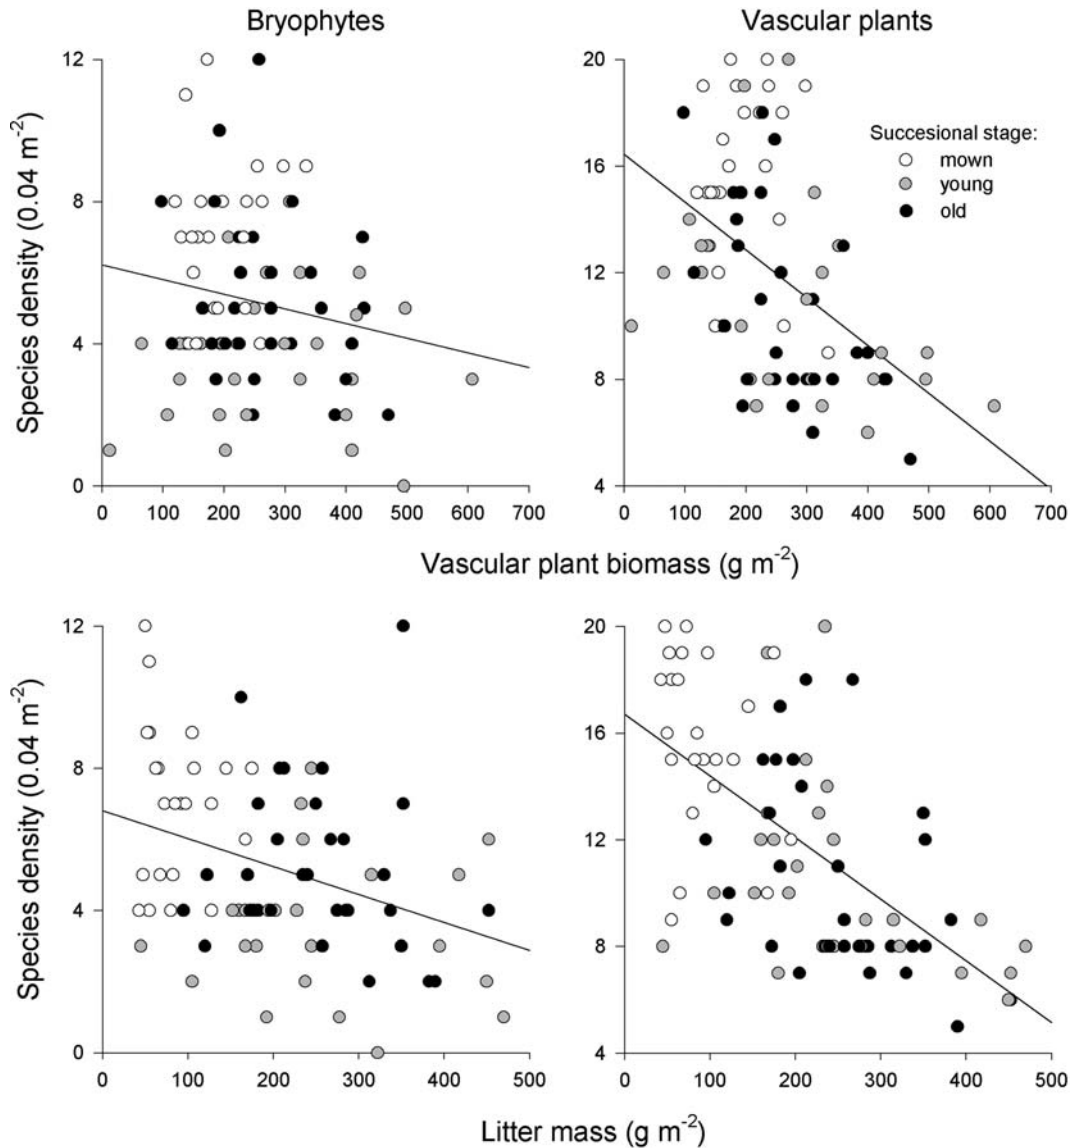 Bryophytes
Vascular plants
Species density (0.04 m⁻²)
12
8
4
0
0 100 200 300 400 500 600 700
20
16
12
8
4
0 100 200 300 400 500 600 700
Succesional stage:
mown
young
old
Vascular plant biomass (g m⁻²)
Species density (0.04 m⁻²)
12
8
4
0
0 100 200 300 400 500
20
16
12
8
4
0 100 200 300 400 500
Litter mass (g m⁻²)